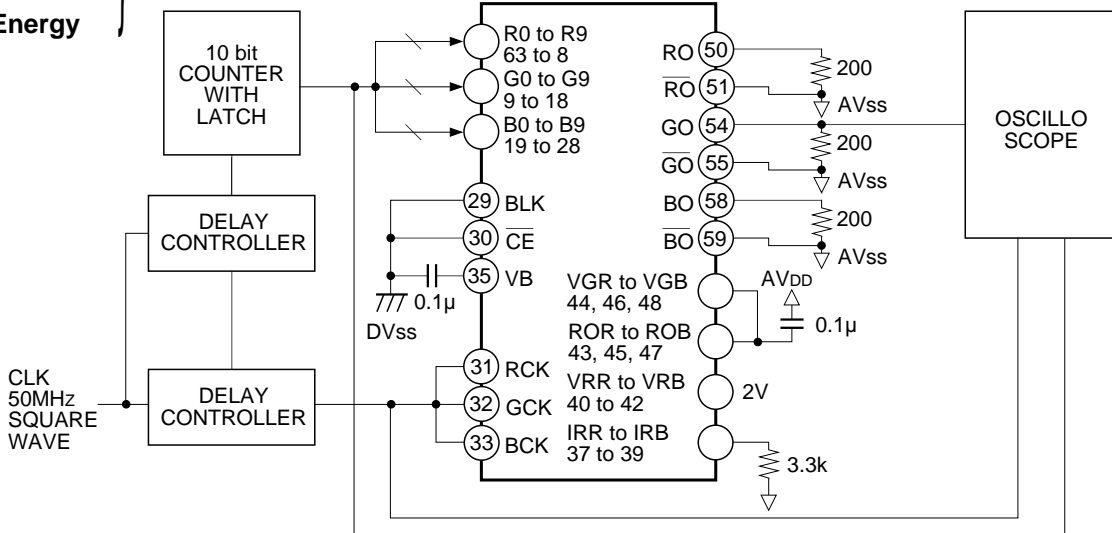 Energy
10 bit
COUNTER
WITH
LATCH
DELAY
CONTROLLER
CLK
50MHz
SQUARE
WAVE
DELAY
CONTROLLER
R0 to R9
63 to 8
G0 to G9
9 to 18
B0 to B9
19 to 28
29 BLK
30 CE
35 VB
0.1µ
DVss
31 RCK
32 GCK
33 BCK
RO 50
RO 51
GO 54
GO 55
BO 58
BO 59
200
AVss
200
AVss
200
AVss
VGR to VGB
44, 46, 48
ROR to ROB
43, 45, 47
VRR to VRB
40 to 42
IRR to IRB
37 to 39
AVDD
0.1µ
2V
3.3k
OSCILLO
SCOPE